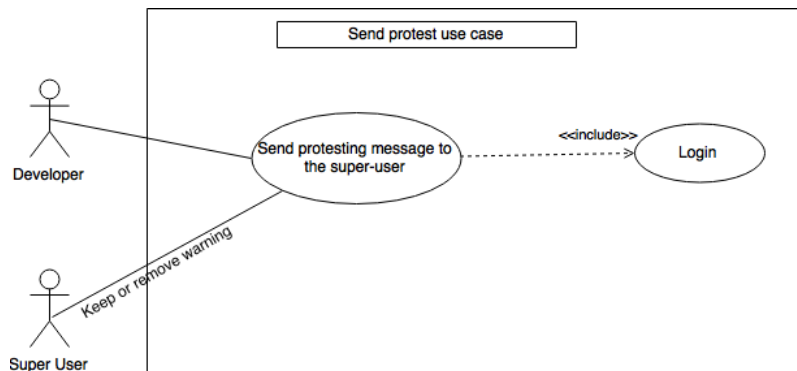 Send protest use case
<<include>>
Send protesting message to
the super-user
Login
Developer
Keep or remove warning
Super User